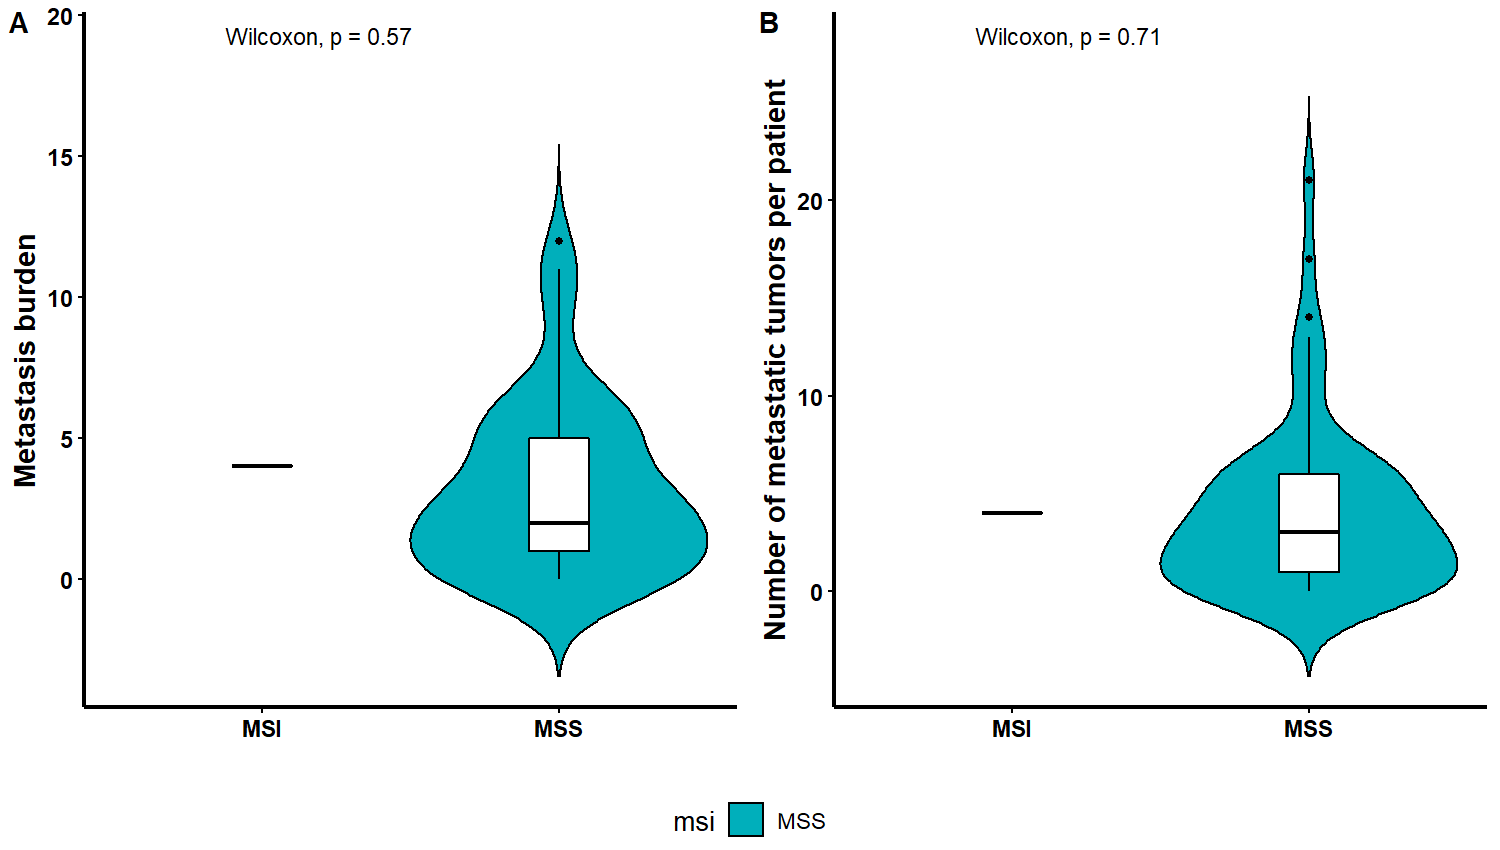 A
Wilcoxon, p = 0.57
Metastasis burden
20
15
10
5
0
MSI
MSS
B
Wilcoxon, p = 0.71
Number of metastatic tumors per patient
20
10
0
MSI
MSS
msi
MSS